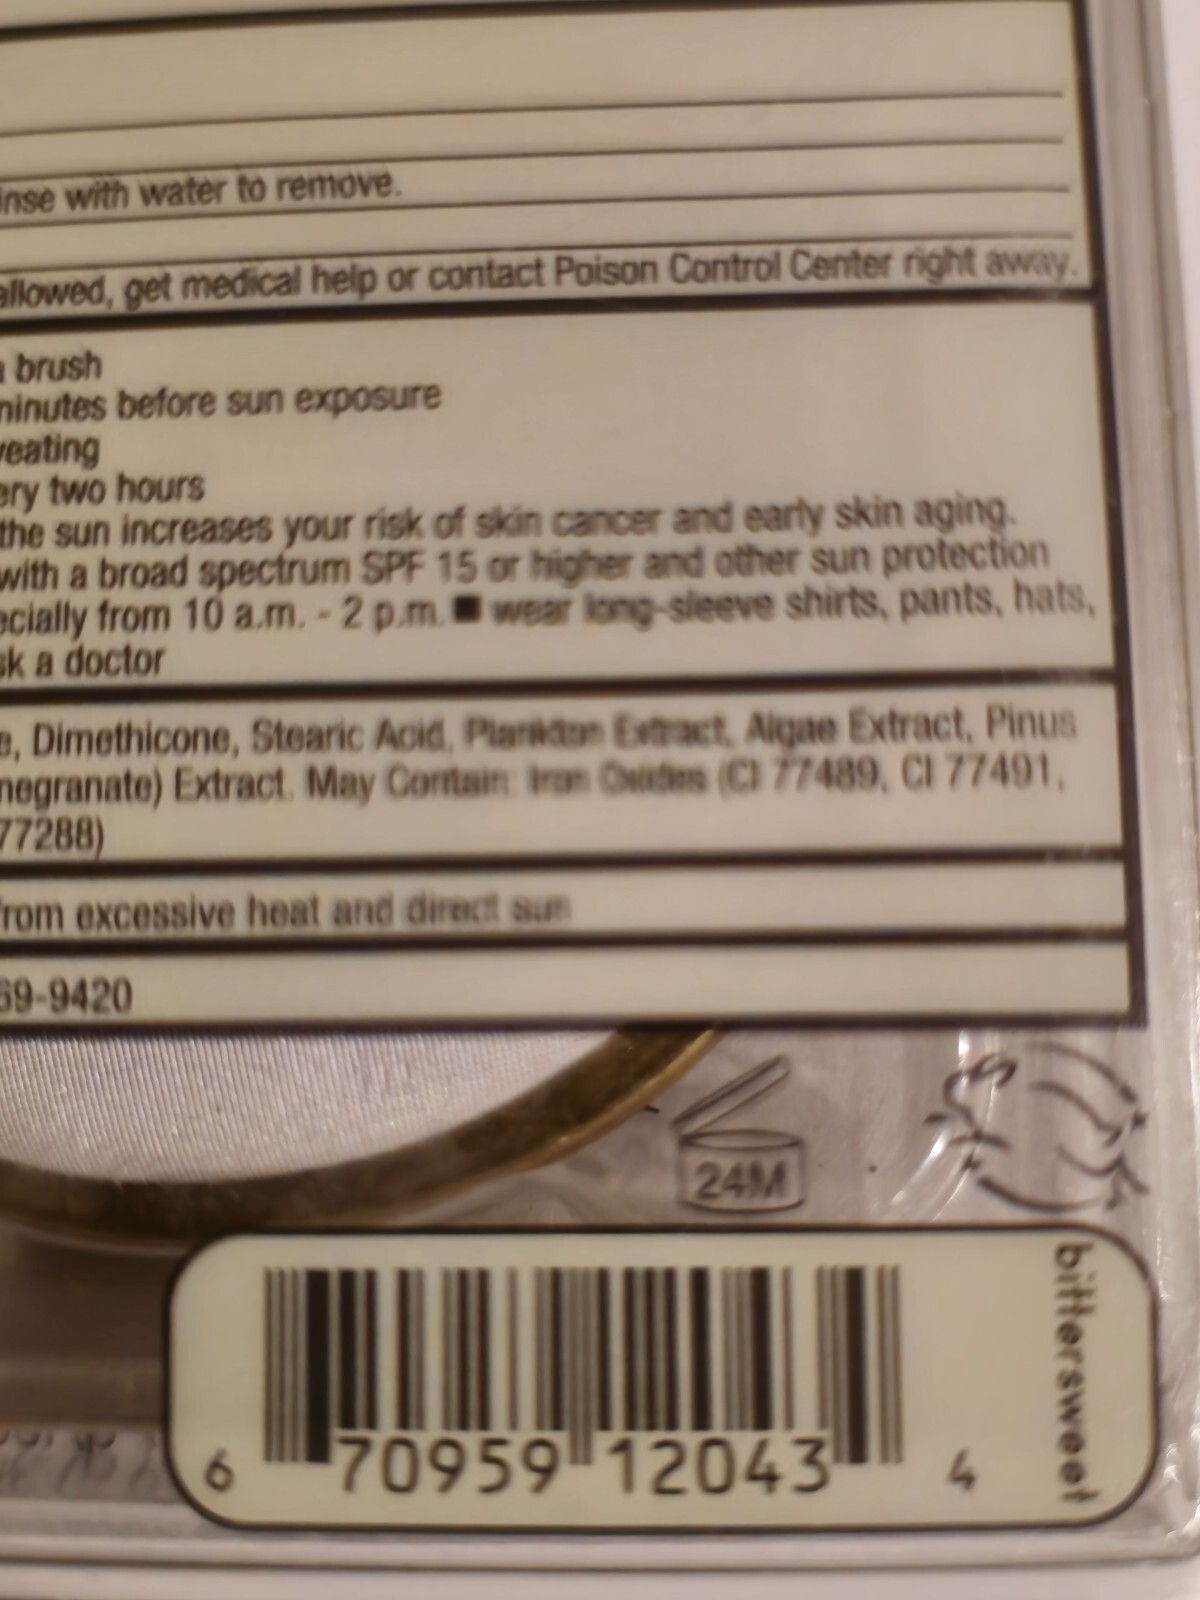 inse with water to remove.
allowed, get medical help or contact Poison Control Center right away.
a brush
minutes before sun exposure
weating
ery two hours
the sun increases your risk of skin cancer and early skin aging.
with a broad spectrum SPF 15 or higher and other sun protection
ecially from 10 a.m. - 2 p.m. ■ wear long-sleeve shirts, pants, hats,
sk a doctor
e, Dimethicone, Stearic Acid, Plankton Extract, Algae Extract, Pinus
negranate) Extract. May Contain: Iron Oxides (CI 77489, CI 77491,
77288)
from excessive heat and direct sun
69-9420
24M
bittersweet
6 70959 12043 4